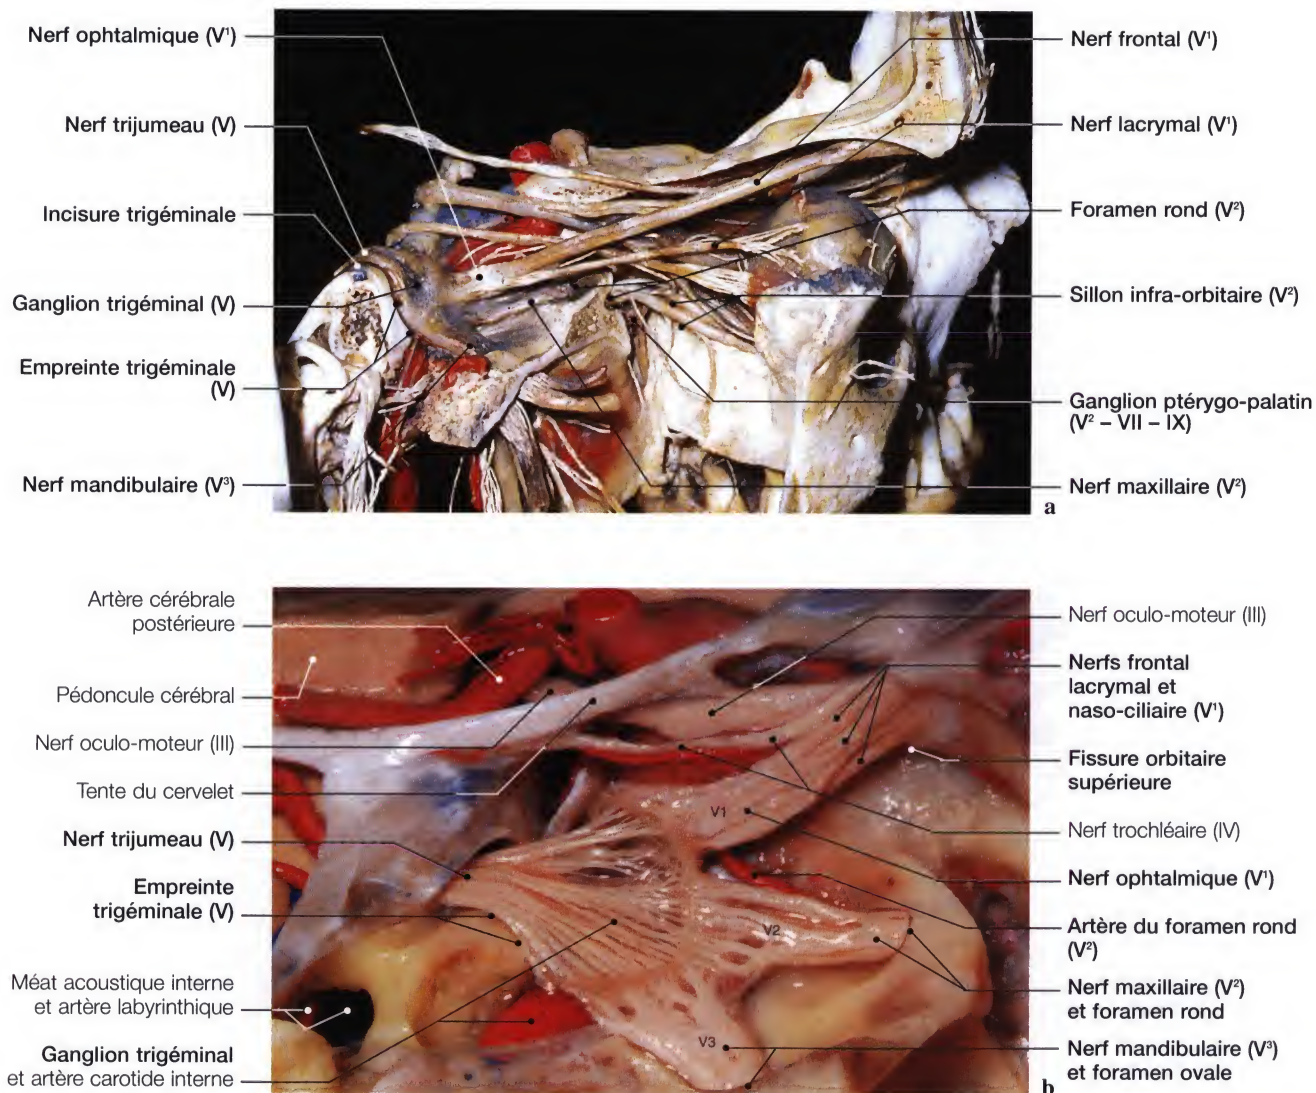 Nerf ophtalmique (V¹)
Nerf trijumeau (V)
Incisure trigéminale
Ganglion trigéminal (V)
Empreinte trigéminale
(V)
Nerf mandibulaire (V³)
Nerf frontal (V¹)
Nerf lacrymal (V¹)
Foramen rond (V²)
Sillon infra-orbitaire (V²)
Ganglion ptérygo-palatin
(V² – VII – IX)
Nerf maxillaire (V²)
a
Artère cérébrale
postérieure
Pédoncule cérébral
Nerf oculo-moteur (III)
Tente du cervelet
Nerf trijumeau (V)
Empreinte
trigéminale (V)
Méat acoustique interne
et artère labyrinthique
Ganglion trigéminal
et artère carotide interne
V1
V2
V3
Nerf oculo-moteur (III)
Nerfs frontal
lacrymal et
naso-ciliaire (V¹)
Fissure orbitaire
supérieure
Nerf trochléaire (IV)
Nerf ophtalmique (V¹)
Artère du foramen rond
(V²)
Nerf maxillaire (V²)
et foramen rond
Nerf mandibulaire (V³)
et foramen ovale
b